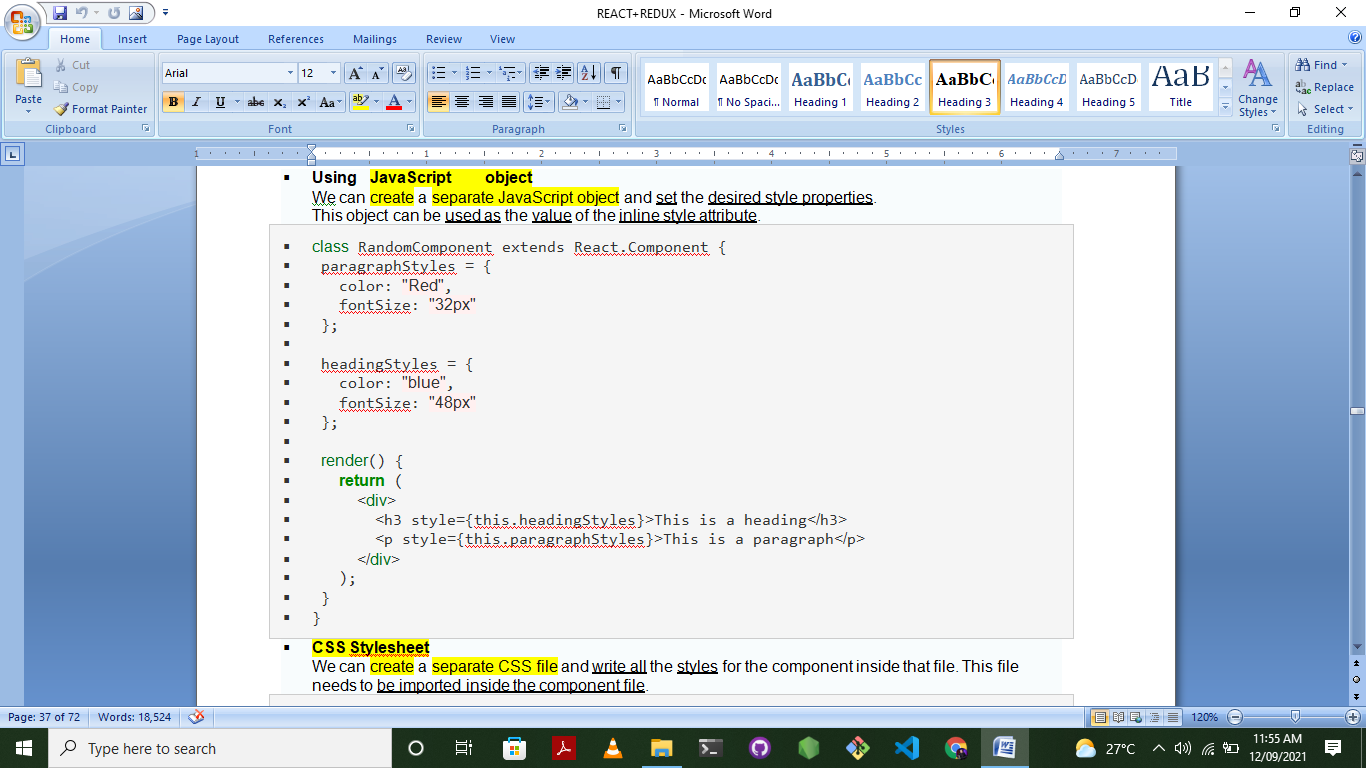 REACT+REDUX - Microsoft Word
Home Insert Page Layout References Mailings Review View
Paste
Cut
Copy
Format Painter
Clipboard
Arial 12
B I U abe x₂ x² Aa ab A
Font
Paragraph
AaBbCcDc AaBbCcDc AaBbC AaBbCc AaBbC AaBbCcD AaBbCcD AaB
¶ Normal ¶ No Spaci... Heading 1 Heading 2 Heading 3 Heading 4 Heading 5 Title
Change Styles
Styles
Find
Replace
Select
Editing
1 1 2 3 4 5 6 7
Using JavaScript object
We can create a separate JavaScript object and set the desired style properties.
This object can be used as the value of the inline style attribute.
class RandomComponent extends React.Component {
paragraphStyles = {
color: "Red",
fontSize: "32px"
};
headingStyles = {
color: "blue",
fontSize: "48px"
};
render() {
return (
<div>
<h3 style={this.headingStyles}>This is a heading</h3>
<p style={this.paragraphStyles}>This is a paragraph</p>
</div>
);
}
}
CSS Stylesheet
We can create a separate CSS file and write all the styles for the component inside that file. This file
needs to be imported inside the component file.
Page: 37 of 72 Words: 18,524 120%
Type here to search
27°C
11:55 AM
12/09/2021